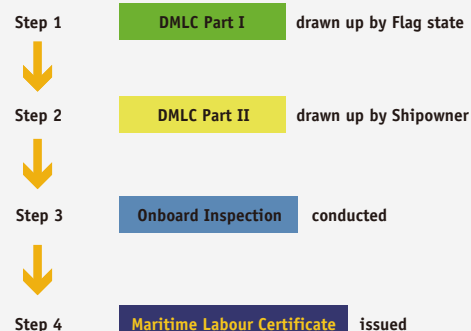 Step 1 DMLC Part I drawn up by Flag state
Step 2 DMLC Part II drawn up by Shipowner
Step 3 Onboard Inspection conducted
Step 4 Maritime Labour Certificate issued